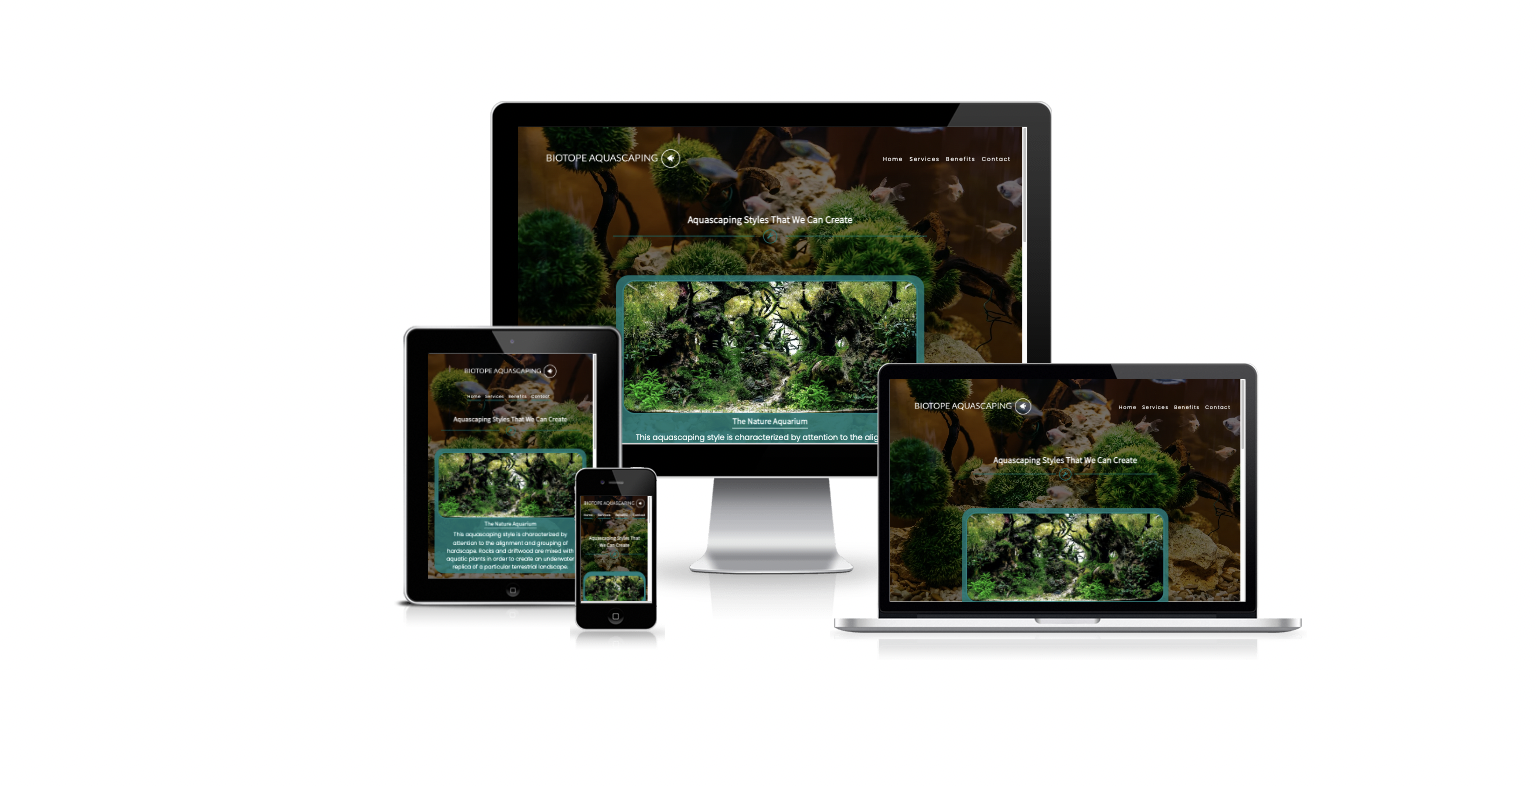 BIOTOPE AQUASCAPING
Home Services Benefits Contact
Aquascaping Styles That We Can Create
The Nature Aquarium
This aquascaping style is characterized by attention to the alig
BIOTOPE AQUASCAPING
Home Services Benefits Contact
Aquascaping Styles That We Can Create
The Nature Aquarium
This aquascaping style is characterized by
attention to the alignment and grouping of
hardscape. Rocks and driftwood are mixed with
aquatic plants in order to create an underwater
replica of a particular terrestrial landscape.
BIOTOPE AQUASCAPING
Home Services Benefits Contact
Aquascaping Styles That
We Can Create
BIOTOPE AQUASCAPING
Home Services Benefits Contact
Aquascaping Styles That We Can Create